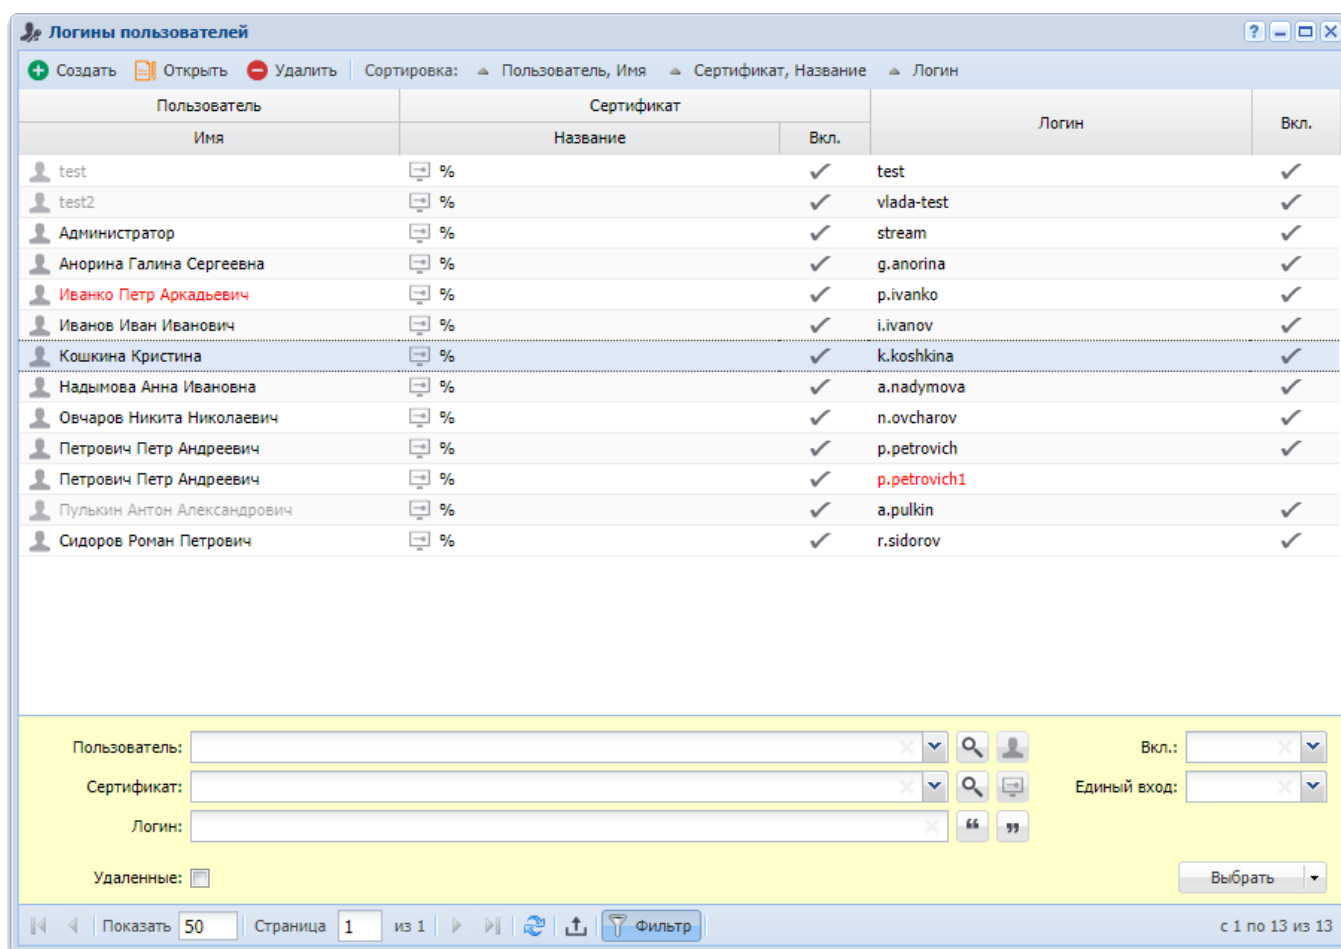 Логины пользователей
Создать Открыть Удалить Сортировка: Пользователь, Имя Сертификат, Название Логин
Пользователь Сертификат Логин Вкл.
Имя Название Вкл.
test % test
test2 % vlada-test
Администратор % stream
Анорина Галина Сергеевна % g.anorina
Иванко Петр Аркадьевич % p.ivanko
Иванов Иван Иванович % i.ivanov
Кошкина Кристина % k.koshkina
Надымова Анна Ивановна % a.nadymova
Овчаров Никита Николаевич % n.ovcharov
Петрович Петр Андреевич % p.petrovich
Петрович Петр Андреевич % p.petrovich1
Пулькин Антон Александрович % a.pulkin
Сидоров Роман Петрович % r.sidorov
Пользователь: Вкл.:
Сертификат: Единый вход:
Логин:
Удаленные: Выбрать
Показать 50 Страница 1 из 1 Фильтр с 1 по 13 из 13